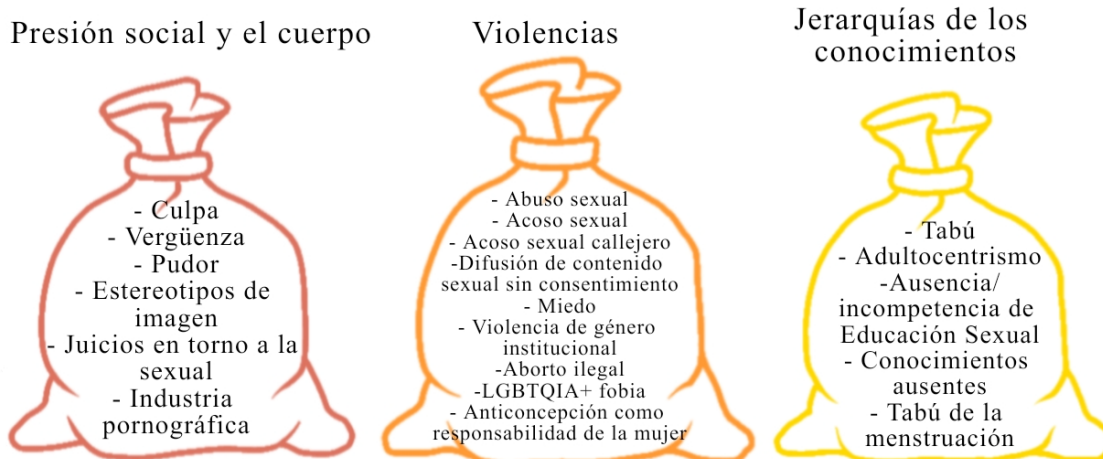 Presión social y el cuerpo
- Culpa
- Vergüenza
- Pudor
- Estereotipos de
imagen
- Juicios en torno a la
sexual
- Industria
pornográfica
Violencias
- Abuso sexual
- Acoso sexual
- Acoso sexual callejero
-Difusión de contenido
sexual sin consentimiento
- Miedo
- Violencia de género
institucional
-Aborto ilegal
-LGBTQIA+ fobia
- Anticoncepción como
responsabilidad de la mujer
Jerarquías de los
conocimientos
- Tabú
- Adultocentrismo
-Ausencia/
incompetencia de
Educación Sexual
- Conocimientos
ausentes
- Tabú de la
menstruación